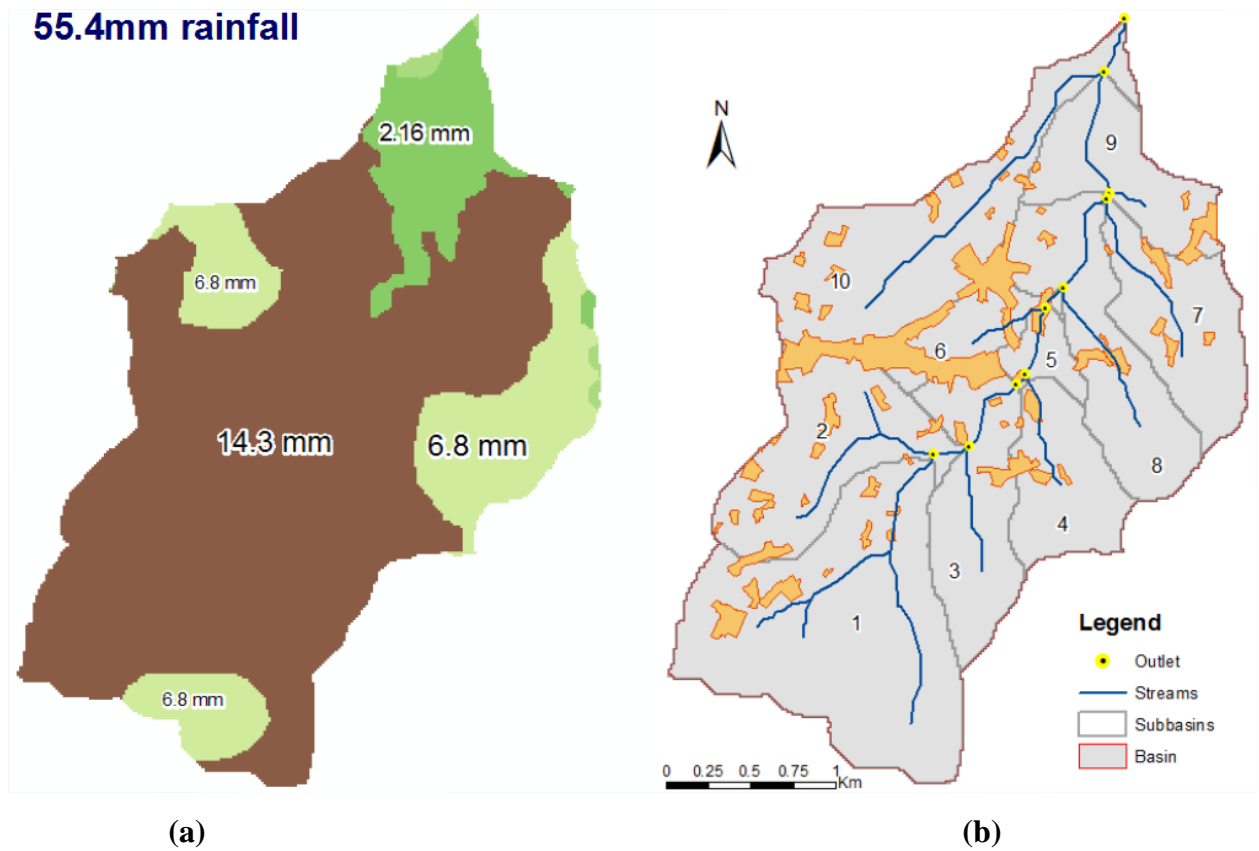 55.4mm rainfall
2.16 mm
6.8 mm
14.3 mm
6.8 mm
6.8 mm
(a)
N
9
10
7
6
5
2
8
4
3
1
Legend
Outlet
Streams
Subbasins
Basin
0 0.25 0.5 0.75 1
Km
(b)